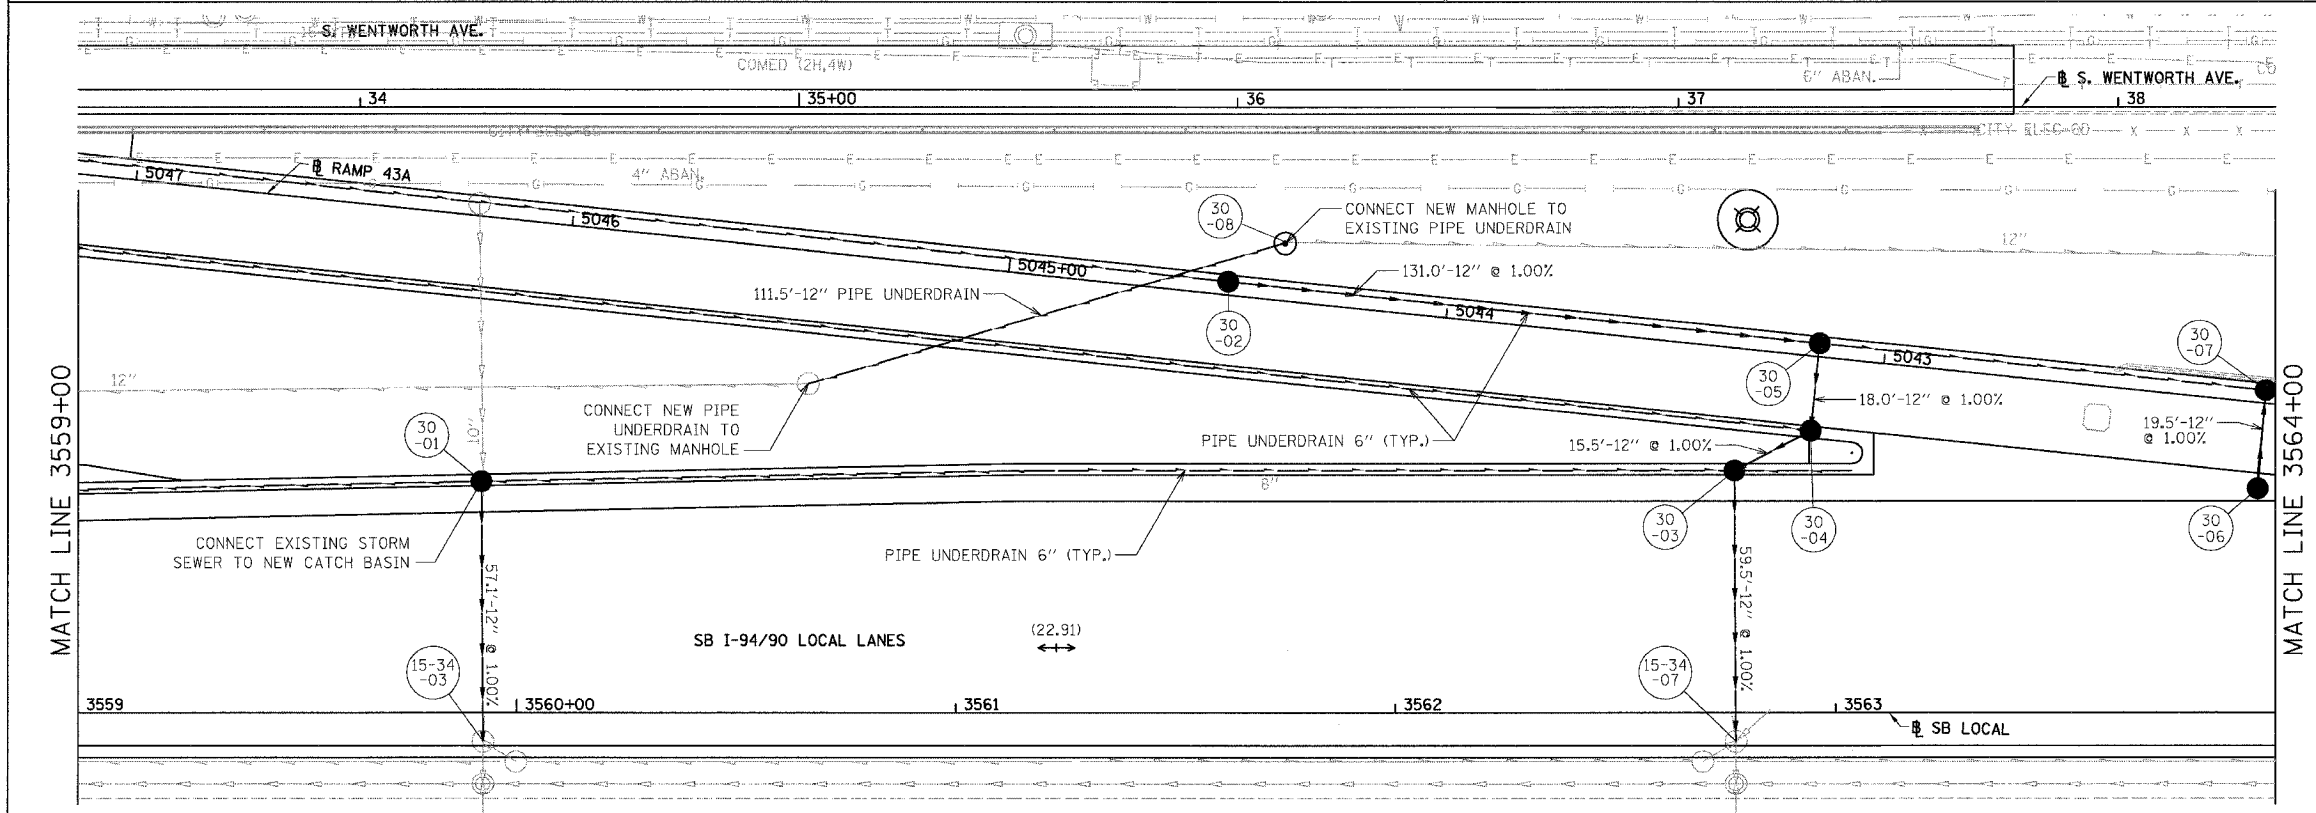 S. WENTWORTH AVE.
COMED (2H,4W)
6" ABAN.
℄ S. WENTWORTH AVE.
34
35+00
36
37
38
CITY ELEC-6D
CITY ELEC-6D
5047
℄ RAMP 43A
4" ABAN.
5046
5045+00
5044
5043
30
-08
CONNECT NEW MANHOLE TO
EXISTING PIPE UNDERDRAIN
12"
131.0'-12" @ 1.00%
111.5'-12" PIPE UNDERDRAIN
30
-02
30
-07
30
-05
18.0'-12" @ 1.00%
19.5'-12"
@ 1.00%
12"
10"
CONNECT NEW PIPE
UNDERDRAIN TO
EXISTING MANHOLE
30
-01
PIPE UNDERDRAIN 6" (TYP.)
15.5'-12" @ 1.00%
30
-03
30
-04
30
-06
CONNECT EXISTING STORM
SEWER TO NEW CATCH BASIN
PIPE UNDERDRAIN 6" (TYP.)
57.1'-12" @ 1.00%
59.5'-12" @ 1.00%
SB I-94/90 LOCAL LANES
(22.91)
15-34
-03
15-34
-07
3559
3560+00
3561
3562
3563
℄ SB LOCAL
MATCH LINE 3559+00
MATCH LINE 3564+00